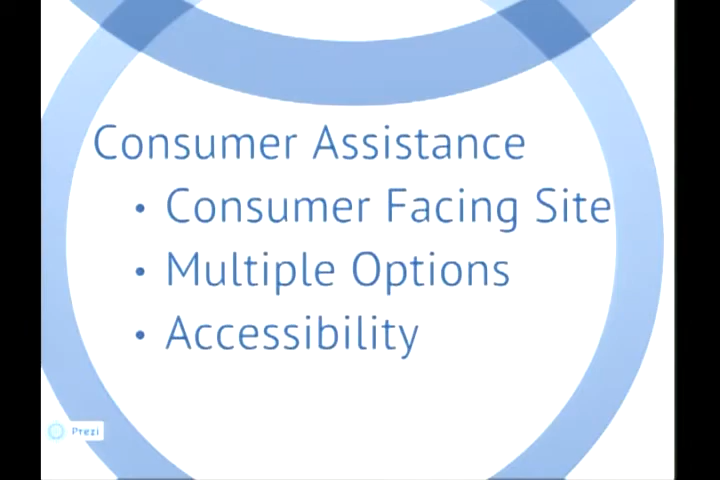 Consumer Assistance
• Consumer Facing Site
• Multiple Options
• Accessibility
Prezi